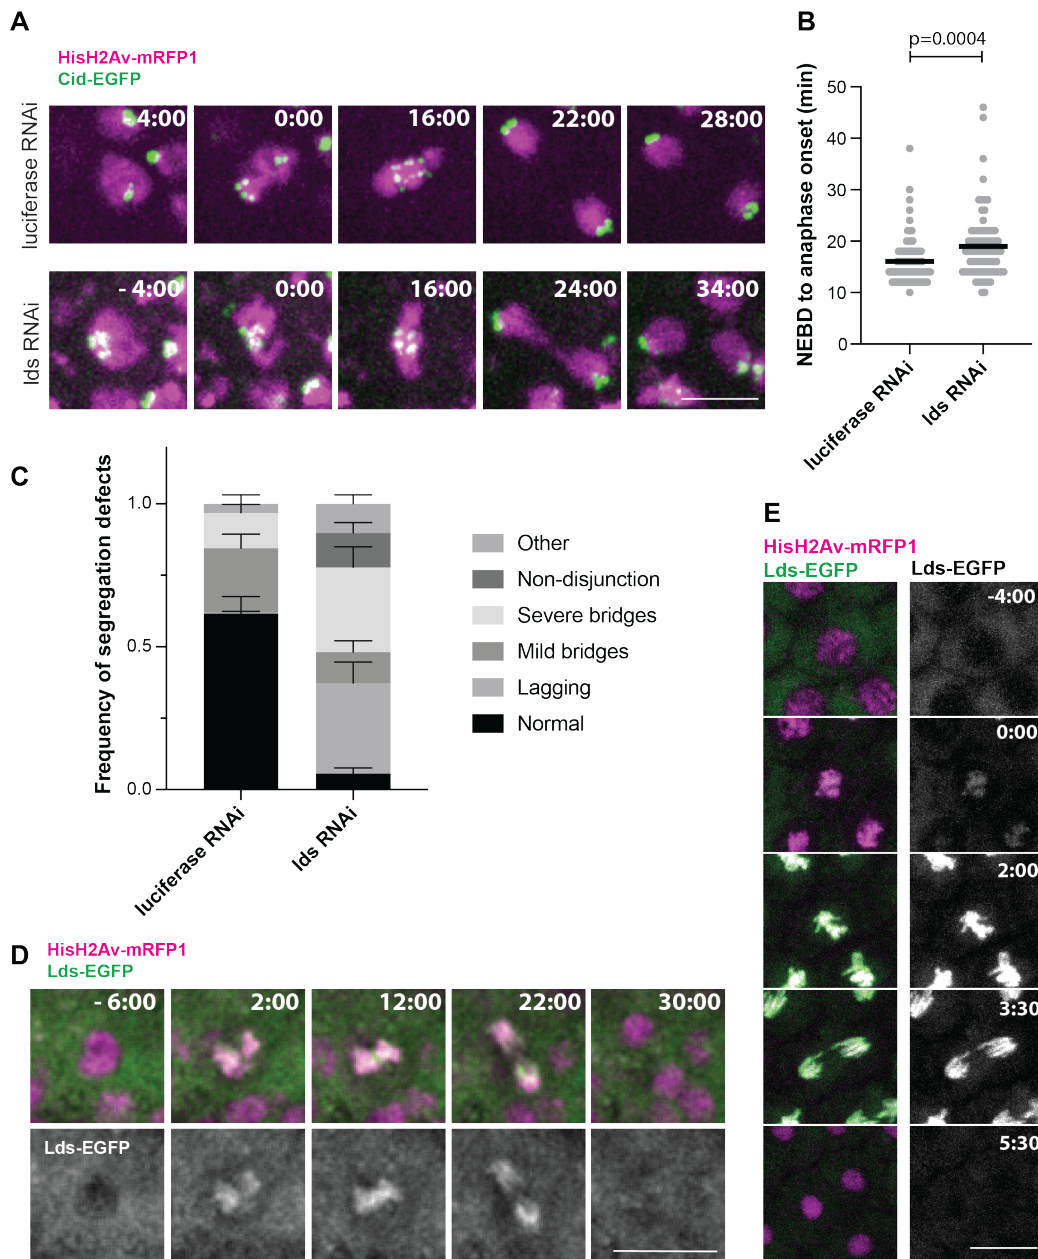 A
HisH2Av-mRFP1
Cid-EGFP
luciferase RNAi
- 4:00
0:00
16:00
22:00
28:00
lds RNAi
- 4:00
0:00
16:00
24:00
34:00
B
p=0.0004
NEBD to anaphase onset (min)
50
40
30
20
10
0
luciferase RNAi
lds RNAi
C
Frequency of segregation defects
1.0
0.5
0.0
luciferase RNAi
lds RNAi
Other
Non-disjunction
Severe bridges
Mild bridges
Lagging
Normal
D
HisH2Av-mRFP1
Lds-EGFP
- 6:00
2:00
12:00
22:00
30:00
Lds-EGFP
E
HisH2Av-mRFP1
Lds-EGFP
Lds-EGFP
-4:00
0:00
2:00
3:30
5:30